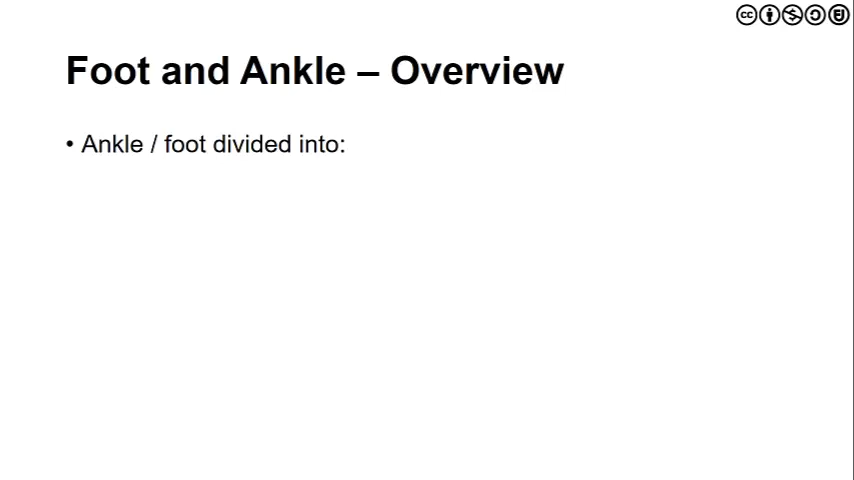 Foot and Ankle – Overview
• Ankle / foot divided into: